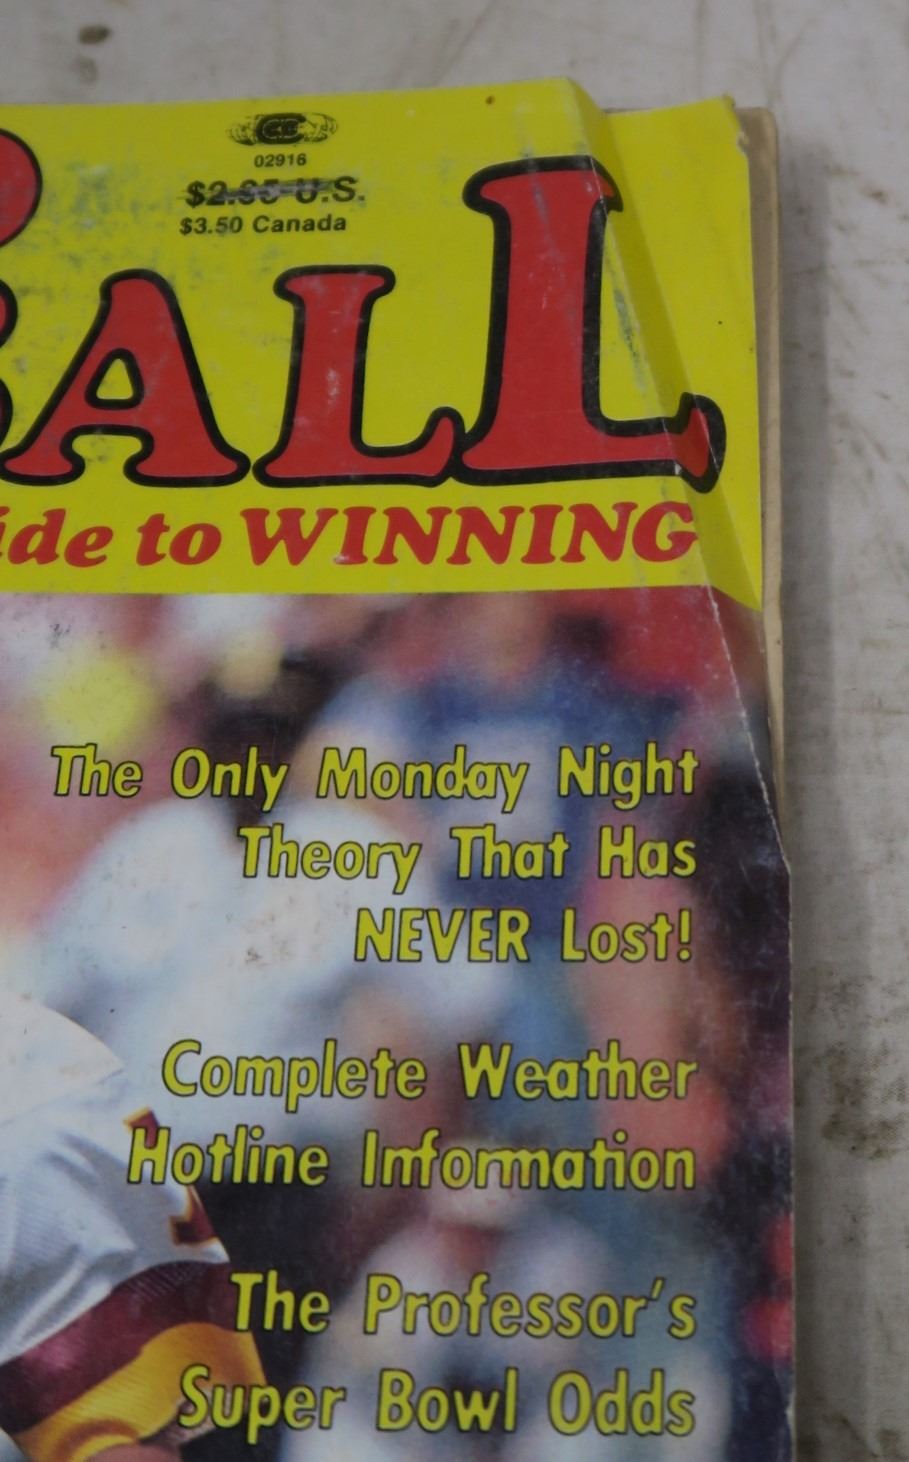 02916
$2.95 U.S.
$3.50 Canada
BALL
ide to WINNING
The Only Monday Night
Theory That Has
NEVER Lost!
Complete Weather
Hotline Information
The Professor's
Super Bowl Odds